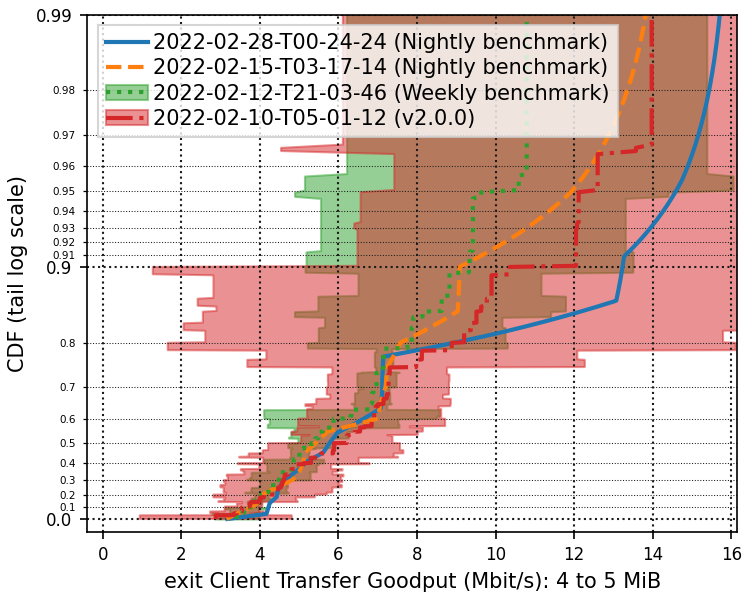 0.99
2022-02-28-T00-24-24 (Nightly benchmark)
2022-02-15-T03-17-14 (Nightly benchmark)
2022-02-12-T21-03-46 (Weekly benchmark)
2022-02-10-T05-01-12 (v2.0.0)
0.98
0.97
0.96
0.95
0.94
0.93
0.92
0.91
0.9
0.8
0.7
0.6
0.5
0.4
0.3
0.2
0.1
0.0
CDF (tail log scale)
0 2 4 6 8 10 12 14 16
exit Client Transfer Goodput (Mbit/s): 4 to 5 MiB